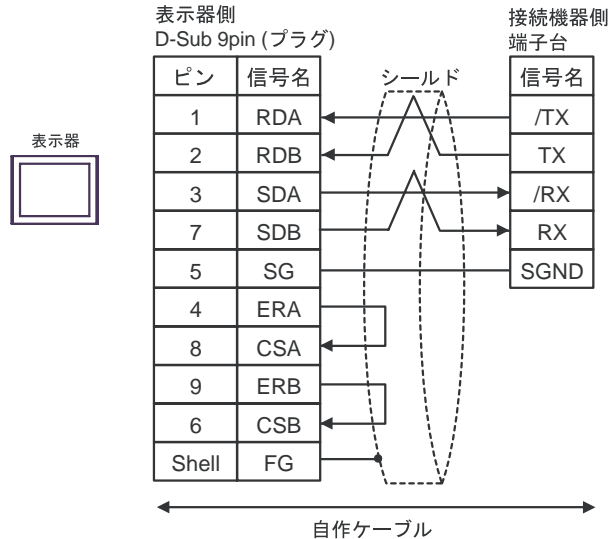 表示器側
D-Sub 9pin (プラグ)
接続機器側
端子台
表示器
シールド
ピン 信号名 信号名
1 RDA /TX
2 RDB TX
3 SDA /RX
7 SDB RX
5 SG SGND
4 ERA
8 CSA
9 ERB
6 CSB
Shell FG
自作ケーブル